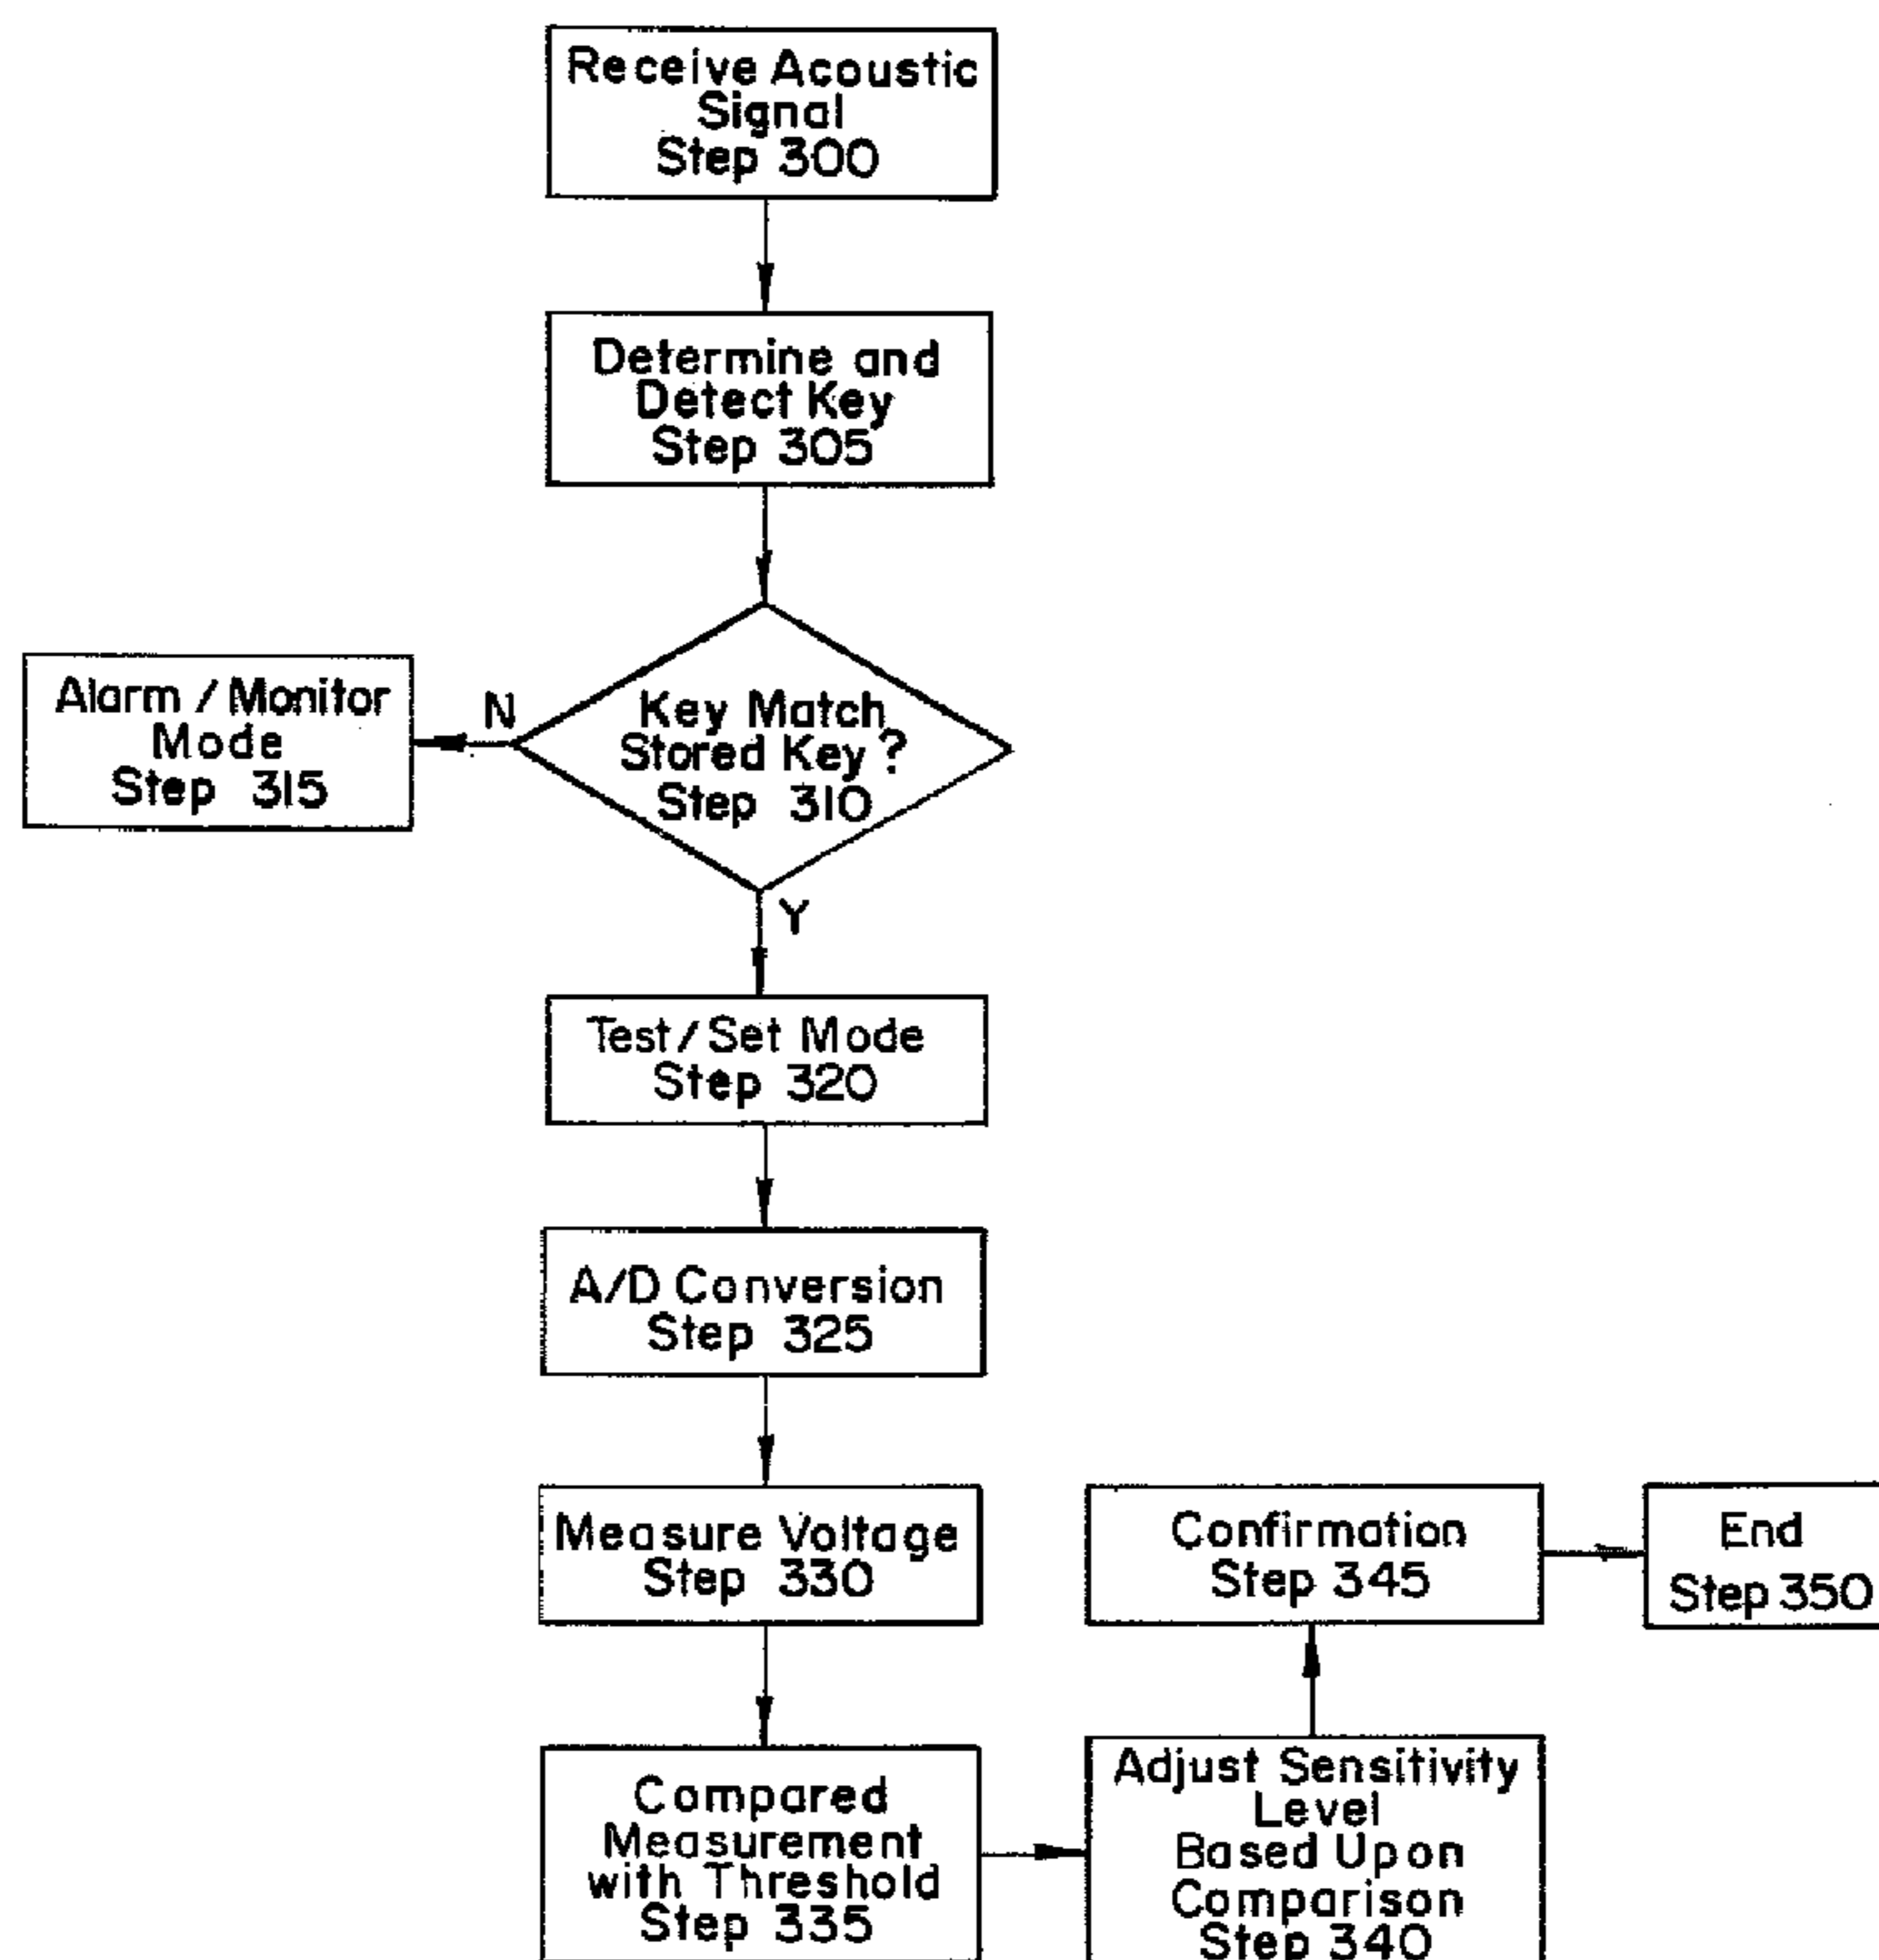 Receive Acoustic
Signal
Step 300
Determine and
Detect Key
Step 305
Alarm / Monitor
Mode
Step 315
N
Key Match
Stored Key?
Step 310
Y
Test/Set Mode
Step 320
A/D Conversion
Step 325
Measure Voltage
Step 330
Confirmation
Step 345
End
Step 350
Compared
Measurement
with Threshold
Step 335
Adjust Sensitivity
Level
Based Upon
Comparison
Step 340